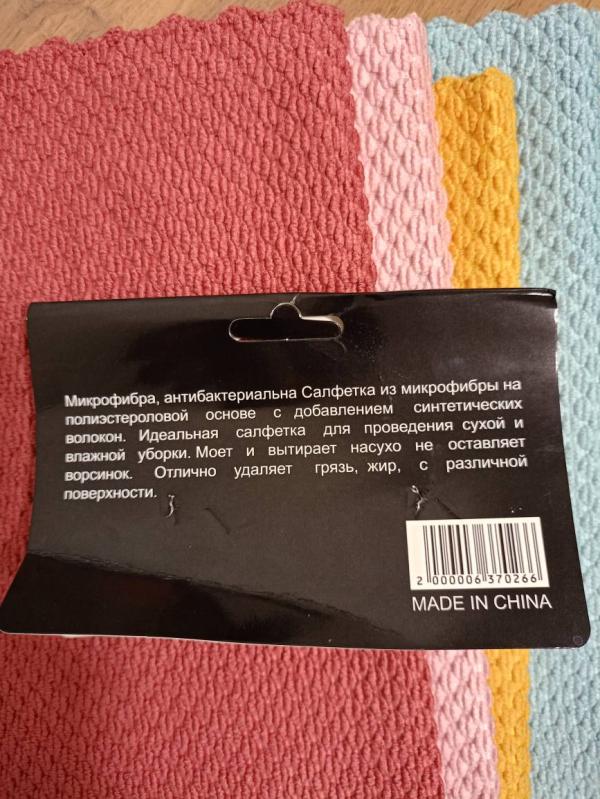 Микрофибра, антибактериальна Салфетка из микрофибры на
полиэстероловой основе с добавлением синтетических
волокон. Идеальная салфетка для проведения сухой и
влажной уборки. Моет и вытирает насухо не оставляет
ворсинок. Отлично удаляет грязь, жир, с различной
поверхности.
2 000006 370266
MADE IN CHINA